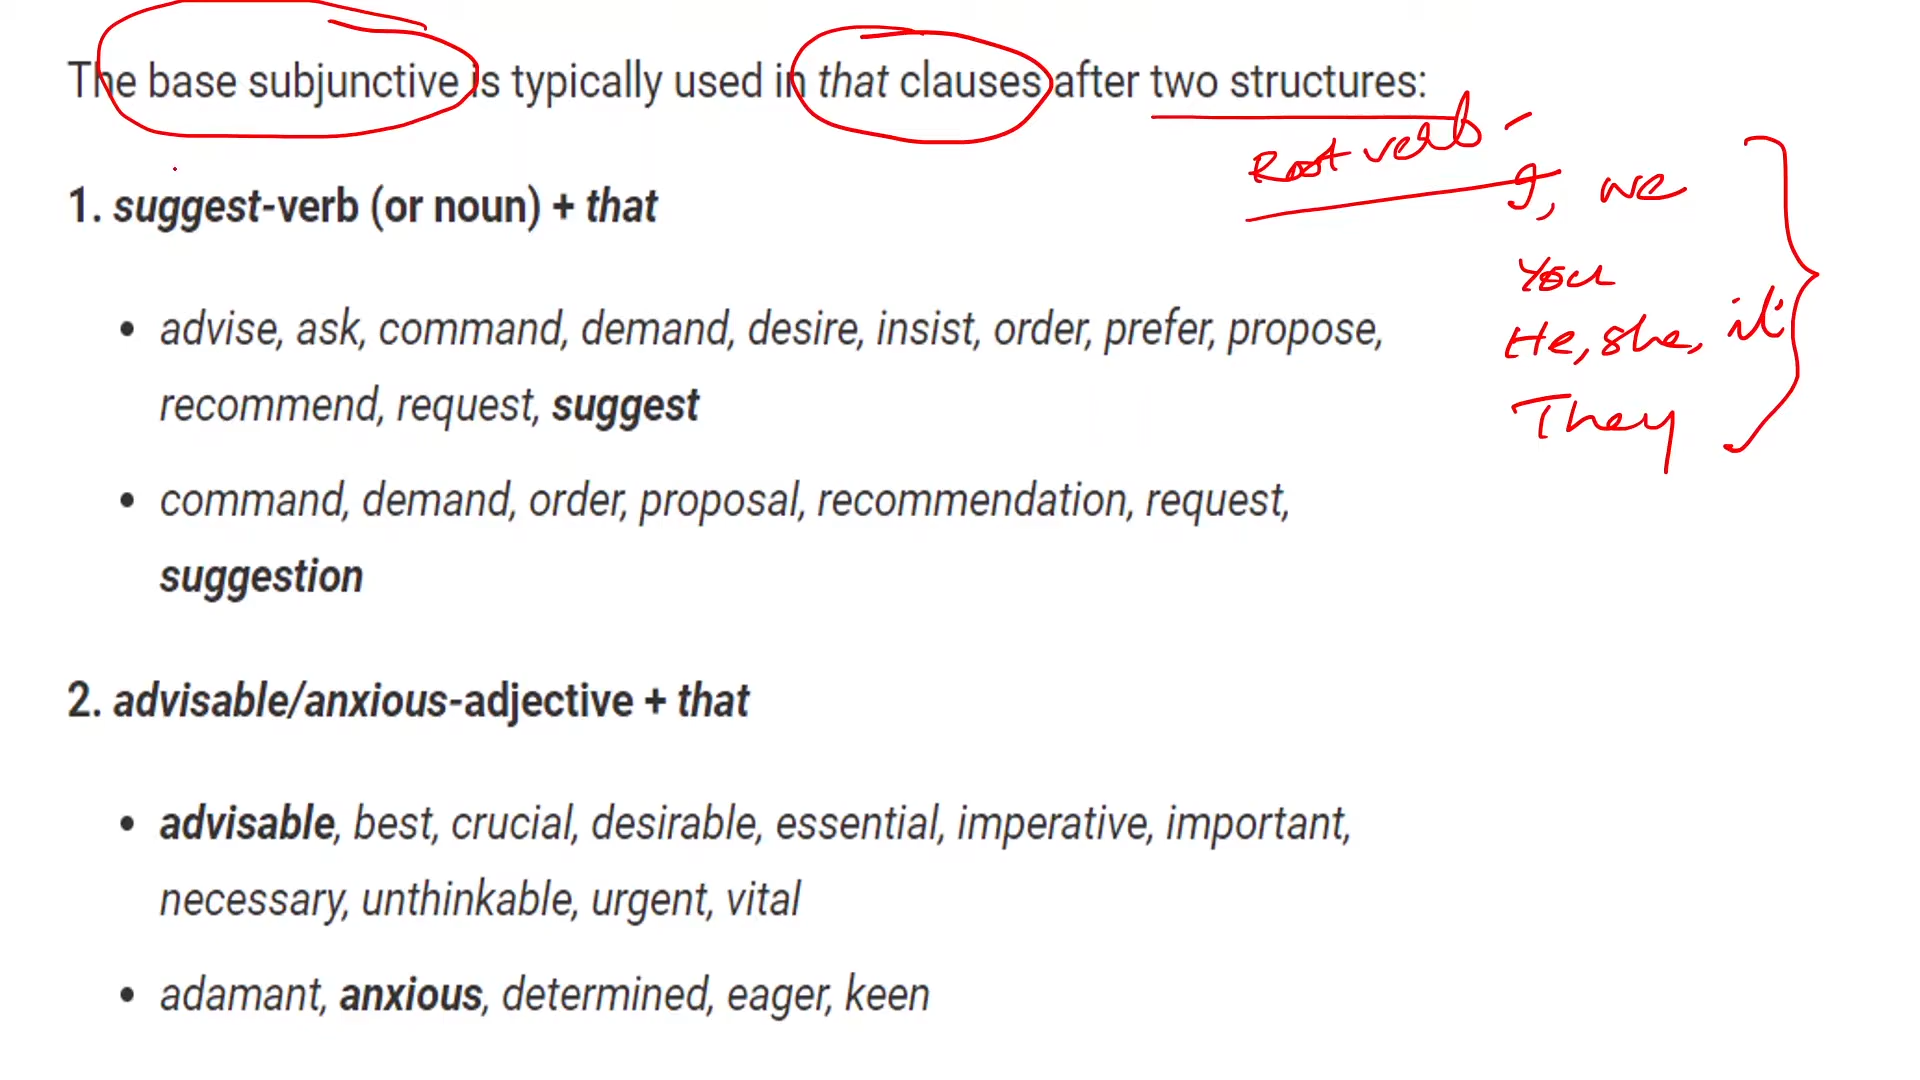 The base subjunctive is typically used in that clauses after two structures:
Root verb -
I, we
You
He, she, it
They
1. suggest-verb (or noun) + that
• advise, ask, command, demand, desire, insist, order, prefer, propose,
recommend, request, suggest
• command, demand, order, proposal, recommendation, request,
suggestion
2. advisable/anxious-adjective + that
• advisable, best, crucial, desirable, essential, imperative, important,
necessary, unthinkable, urgent, vital
• adamant, anxious, determined, eager, keen